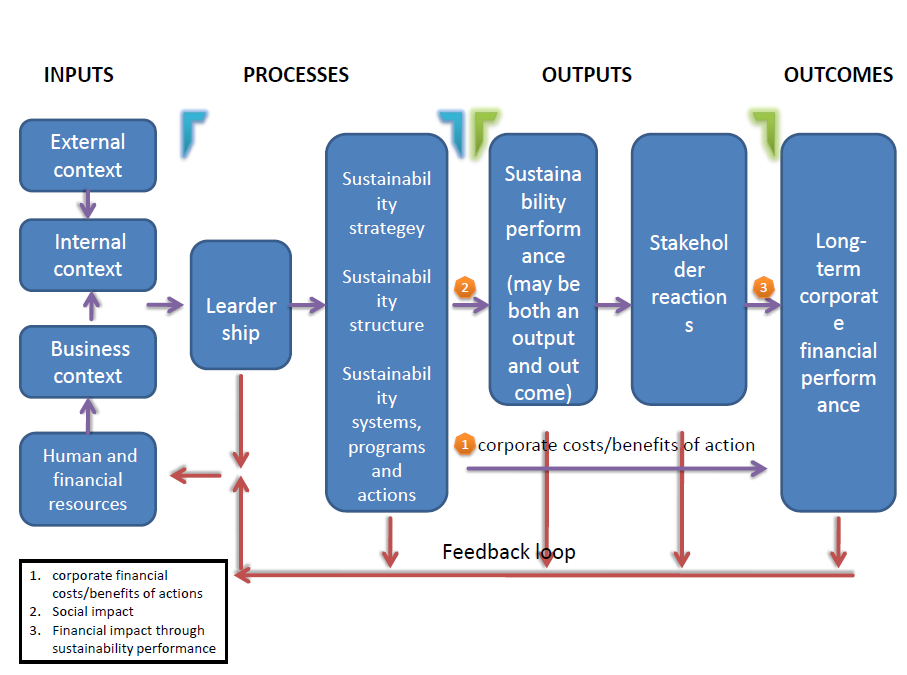 INPUTS
PROCESSES
OUTPUTS
OUTCOMES
External
context
Internal
context
Business
context
Human and
financial
resources
Learder
ship
Sustainabil
ity
strategey
Sustainabil
ity
structure
Sustainabil
ity
systems,
programs
and
actions
2
Sustaina
bility
perform
ance
(may be
both an
output
and out
come)
Stakehol
der
reaction
s
3
Long-
term
corporat
e
financial
perform
ance
1 corporate costs/benefits of action
Feedback loop
1. corporate financial
costs/benefits of actions
2. Social impact
3. Financial impact through
sustainability performance